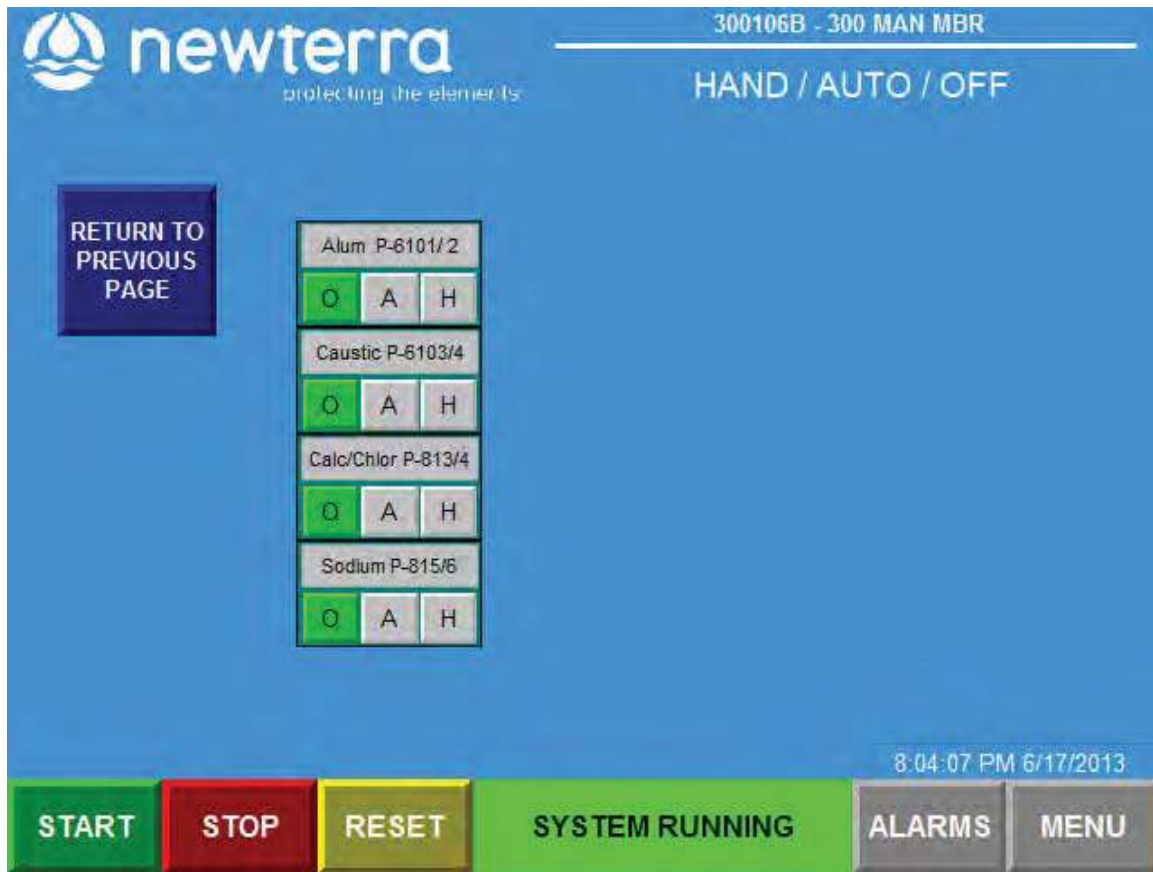 newterra
protecting the elements
300106B - 300 MAN MBR
HAND / AUTO / OFF
RETURN TO
PREVIOUS
PAGE
Alum P-6101/2
O A H
Caustic P-6103/4
O A H
Calc/Chlor P-813/4
O A H
Sodium P-815/6
O A H
8:04:07 PM 6/17/2013
START STOP RESET SYSTEM RUNNING ALARMS MENU